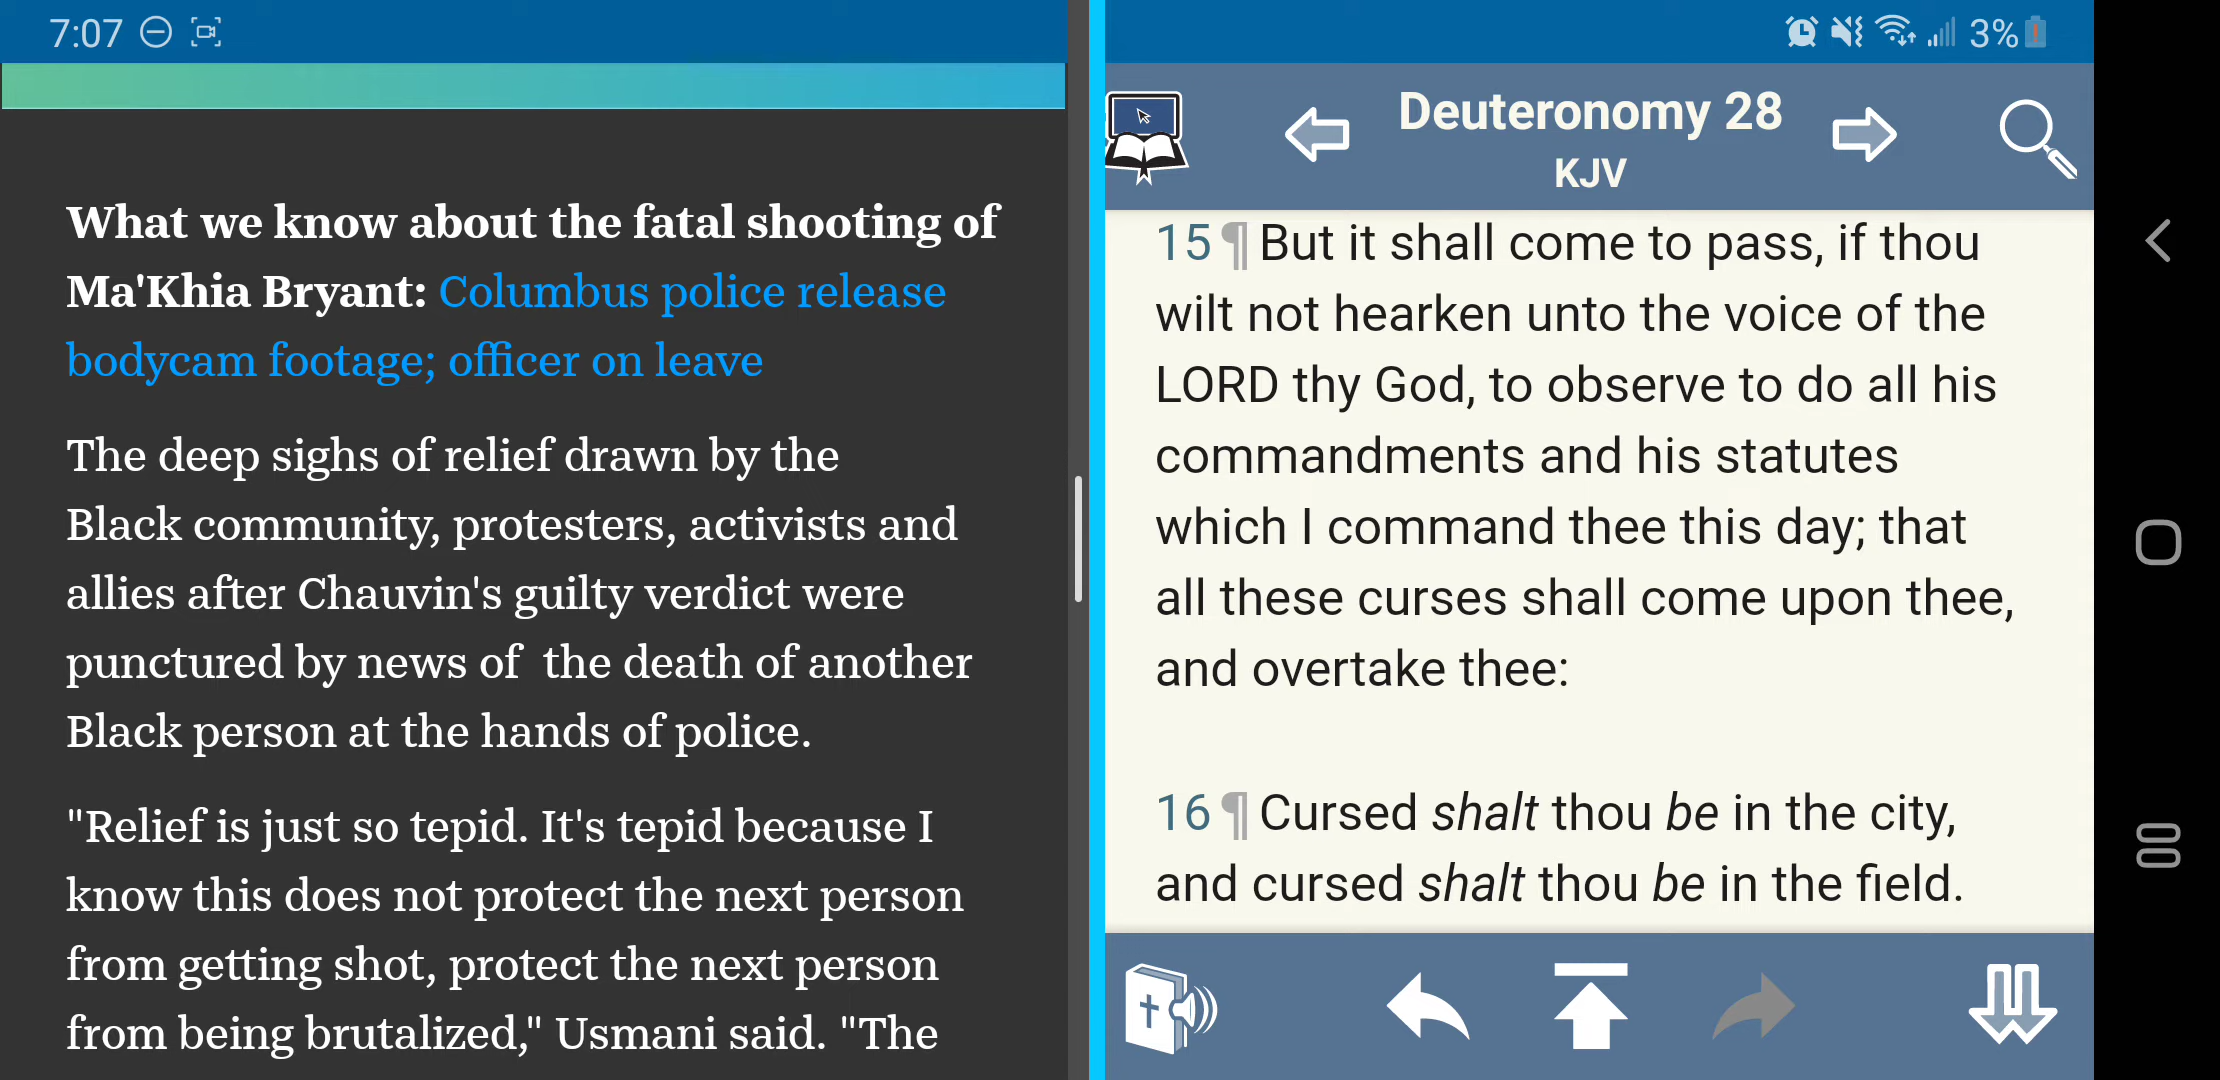 7:07
3%
What we know about the fatal shooting of
Ma'Khia Bryant: Columbus police release
bodycam footage; officer on leave
The deep sighs of relief drawn by the
Black community, protesters, activists and
allies after Chauvin's guilty verdict were
punctured by news of  the death of another
Black person at the hands of police.
"Relief is just so tepid. It's tepid because I
know this does not protect the next person
from getting shot, protect the next person
from being brutalized," Usmani said. "The
Deuteronomy 28
KJV
15 ¶ But it shall come to pass, if thou
wilt not hearken unto the voice of the
LORD thy God, to observe to do all his
commandments and his statutes
which I command thee this day; that
all these curses shall come upon thee,
and overtake thee:
16 ¶ Cursed shalt thou be in the city,
and cursed shalt thou be in the field.